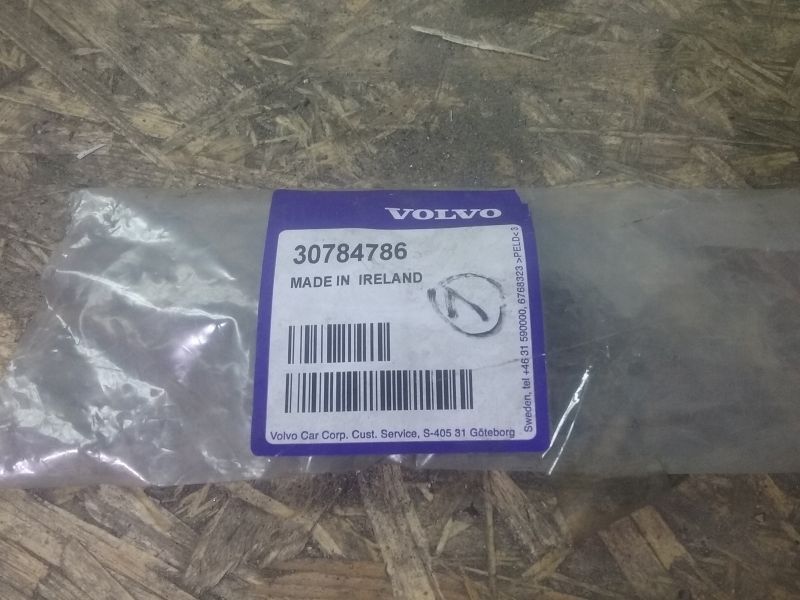 VOLVO
30784786
MADE IN IRELAND
Volvo Car Corp. Cust. Service, S-405 31 Göteborg
Sweden, tel +46 31 590000, 6768323 >PELD<3